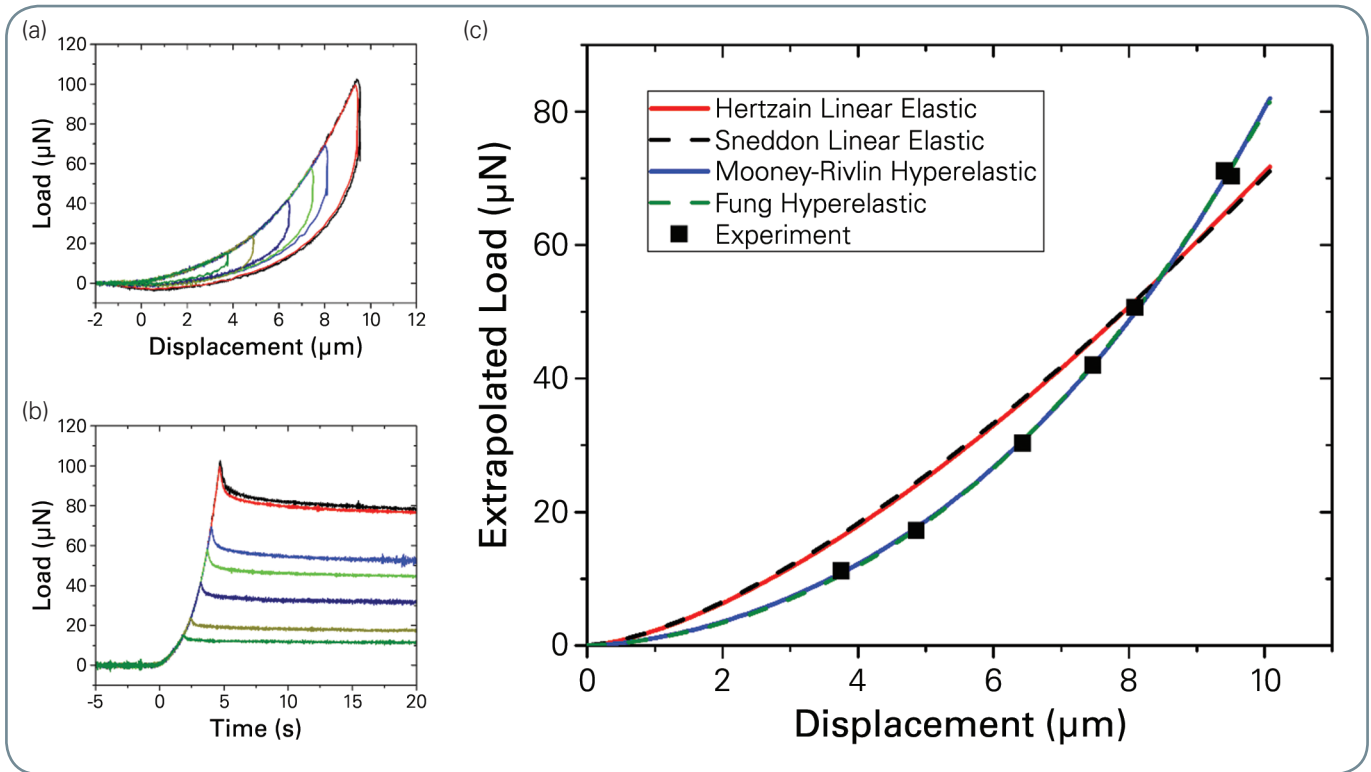 (a)
120
100
80
60
40
20
0
Load (µN)
-2 0 2 4 6 8 10 12
Displacement (µm)
(b)
120
100
80
60
40
20
0
Load (µN)
-5 0 5 10 15 20
Time (s)
(c)
Hertzain Linear Elastic
Sneddon Linear Elastic
Mooney-Rivlin Hyperelastic
Fung Hyperelastic
Experiment
80
60
40
20
0
Extrapolated Load (µN)
0 2 4 6 8 10
Displacement (µm)